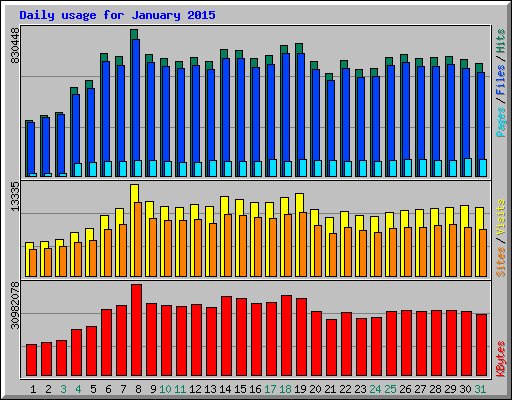 Daily usage for January 2015
830448
Pages / Files / Hits
13335
Sites / Visits
30982078
KBytes
1 2 3 4 5 6 7 8 9 10 11 12 13 14 15 16 17 18 19 20 21 22 23 24 25 26 27 28 29 30 31